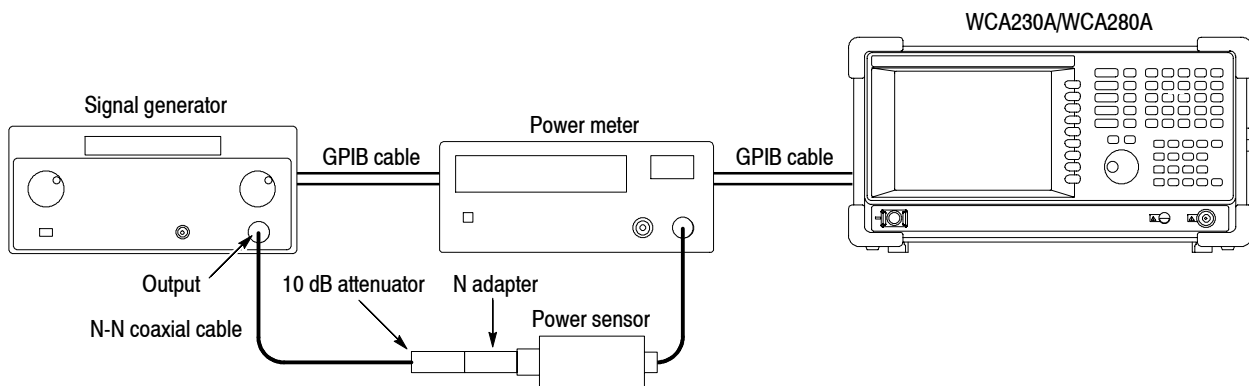 WCA230A/WCA280A
Signal generator
Power meter
GPIB cable
GPIB cable
Output
10 dB attenuator
N adapter
Power sensor
N-N coaxial cable